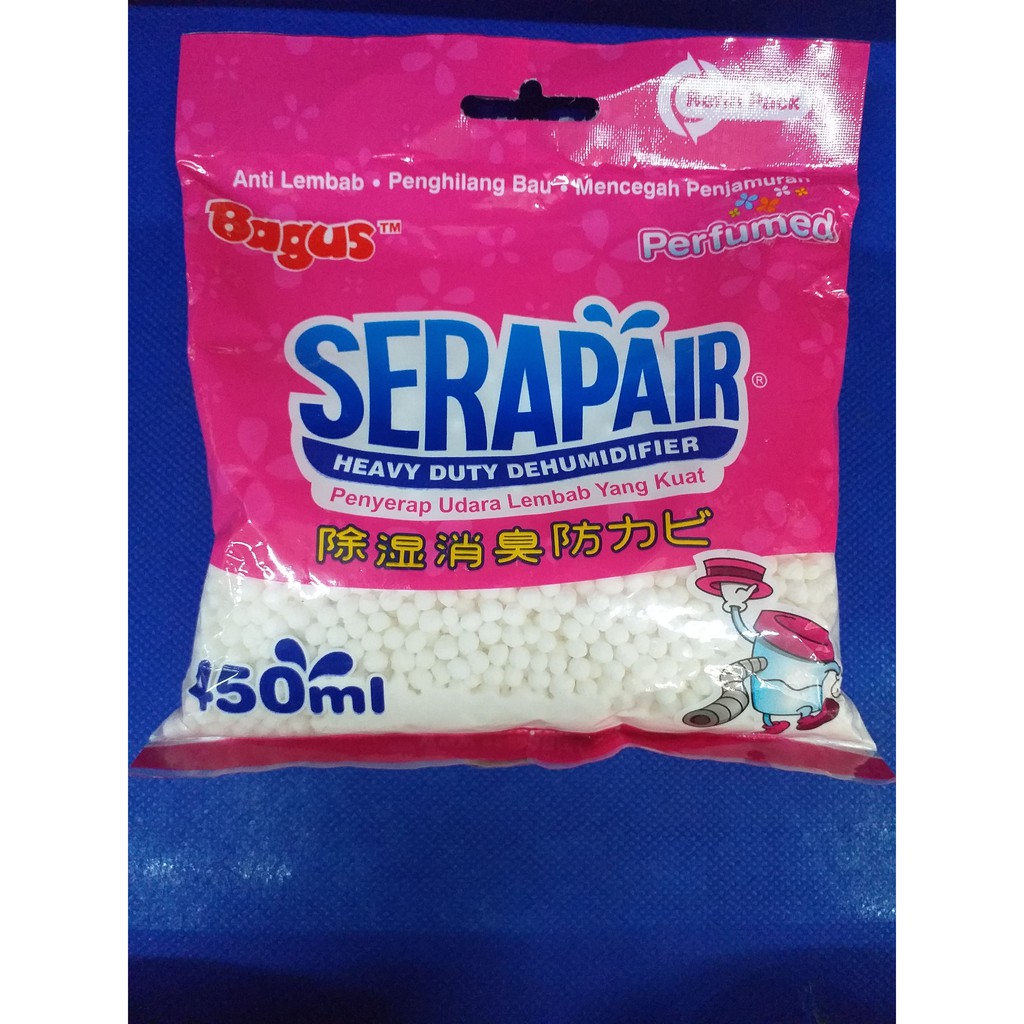 Refill Pack
Anti Lembab • Penghilang Bau • Mencegah Penjamuran
Bagus™
Perfumed
SERAPAIR®
HEAVY DUTY DEHUMIDIFIER
Penyerap Udara Lembab Yang Kuat
除湿消臭防カビ
450ml